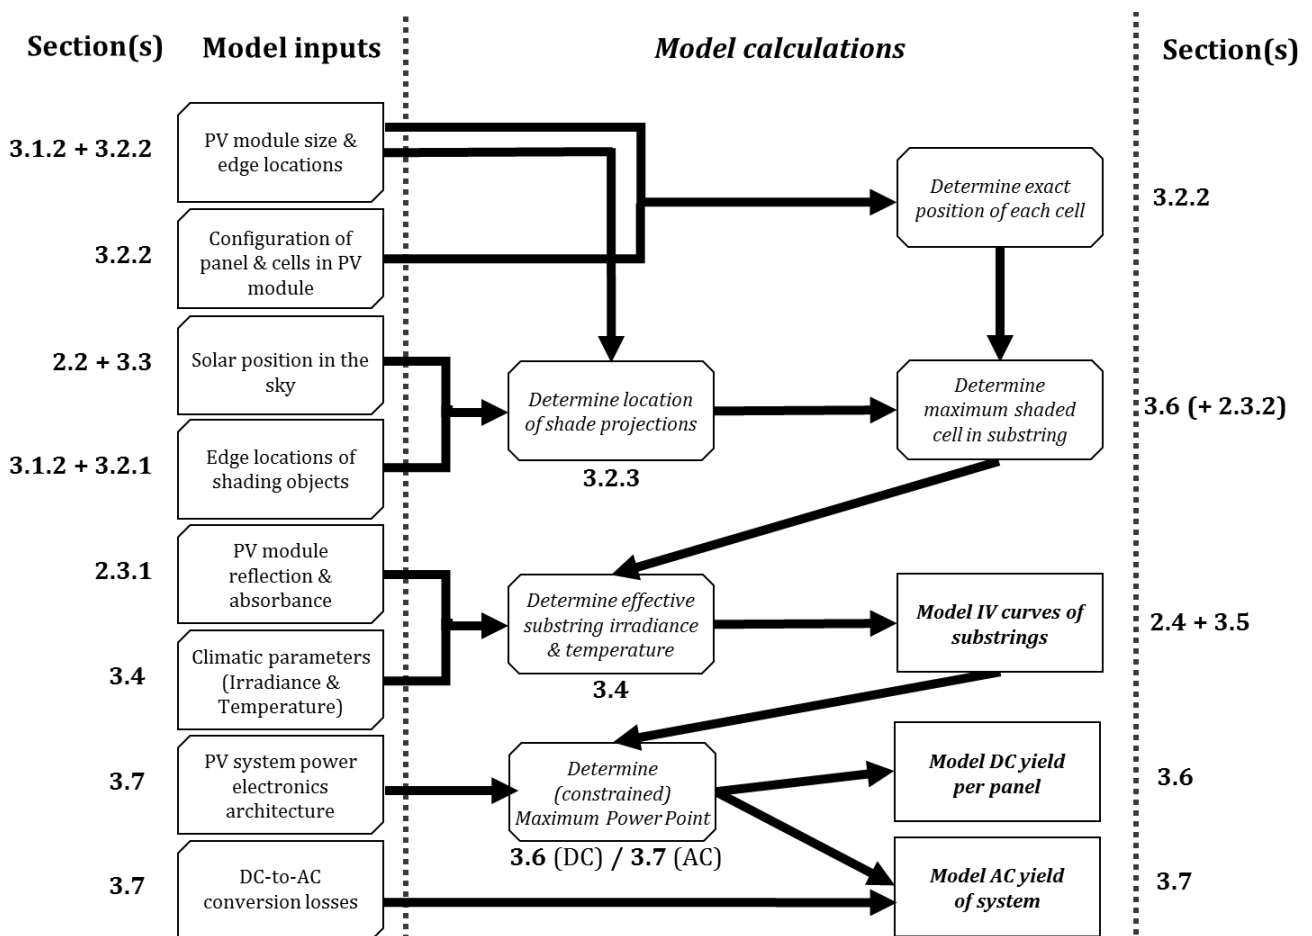 Section(s)
Model inputs
Model calculations
Section(s)
3.1.2 + 3.2.2
PV module size &
edge locations
Determine exact
position of each cell
3.2.2
3.2.2
Configuration of
panel & cells in PV
module
2.2 + 3.3
Solar position in the
sky
Determine location
of shade projections
3.2.3
Determine
maximum shaded
cell in substring
3.6 (+ 2.3.2)
3.1.2 + 3.2.1
Edge locations of
shading objects
2.3.1
PV module
reflection &
absorbance
Determine effective
substring irradiance
& temperature
3.4
Model IV curves of
substrings
2.4 + 3.5
3.4
Climatic parameters
(Irradiance &
Temperature)
3.7
PV system power
electronics
architecture
Determine
(constrained)
Maximum Power Point
3.6 (DC) / 3.7 (AC)
Model DC yield
per panel
3.6
3.7
DC-to-AC
conversion losses
Model AC yield
of system
3.7